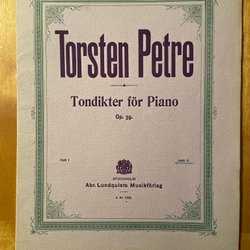 Torsten Petre
Tondikter för Piano
Op. 39.
Häft I
Häft II
STOCKHOLM
Abr. Lundquists Musikförlag